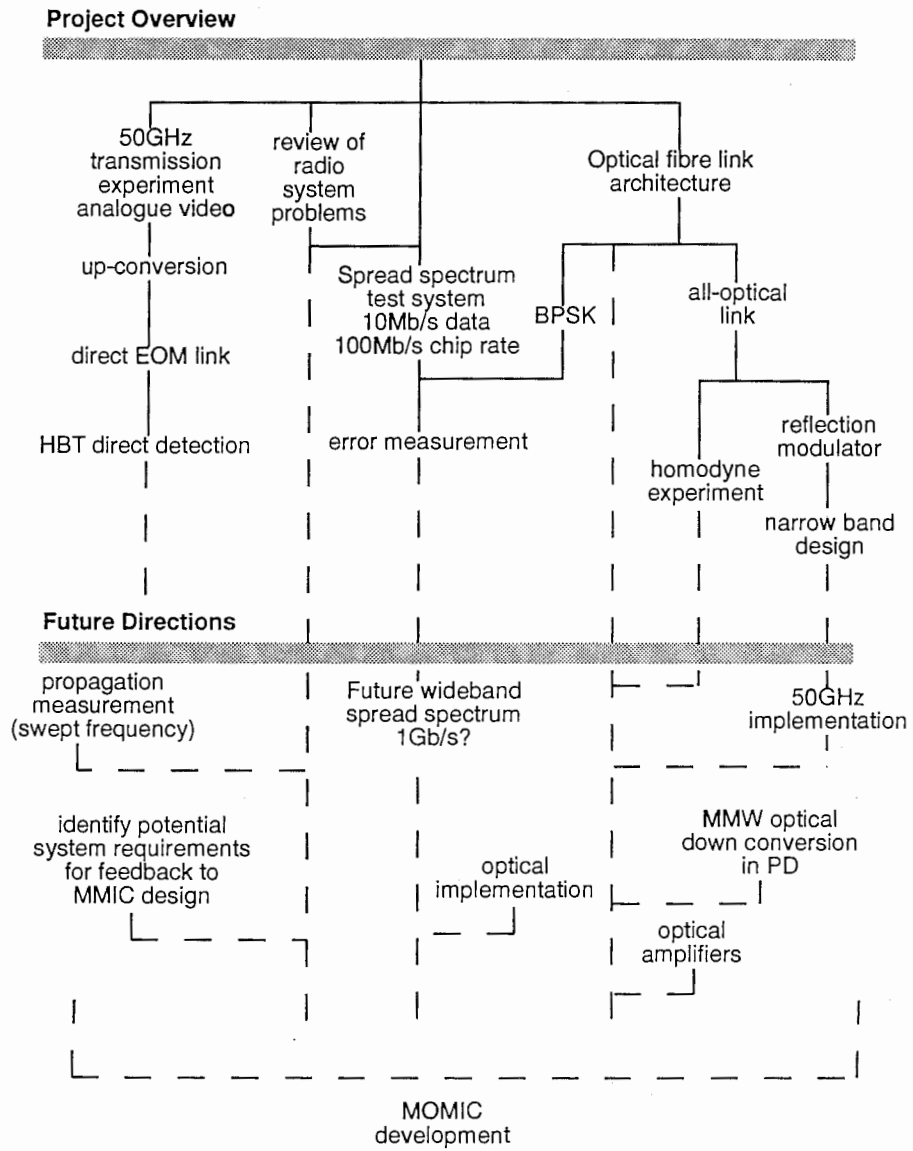 Project Overview
50GHz
transmission
experiment
analogue video
review of
radio
system
problems
Optical fibre link
architecture
up-conversion
Spread spectrum
test system
10Mb/s data
100Mb/s chip rate
BPSK
all-optical
link
direct EOM link
HBT direct detection
error measurement
homodyne
experiment
reflection
modulator
narrow band
design
Future Directions
propagation
measurement
(swept frequency)
Future wideband
spread spectrum
1Gb/s?
50GHz
implementation
identify potential
system requirements
for feedback to
MMIC design
optical
implementation
MMW optical
down conversion
in PD
optical
amplifiers
MOMIC
development